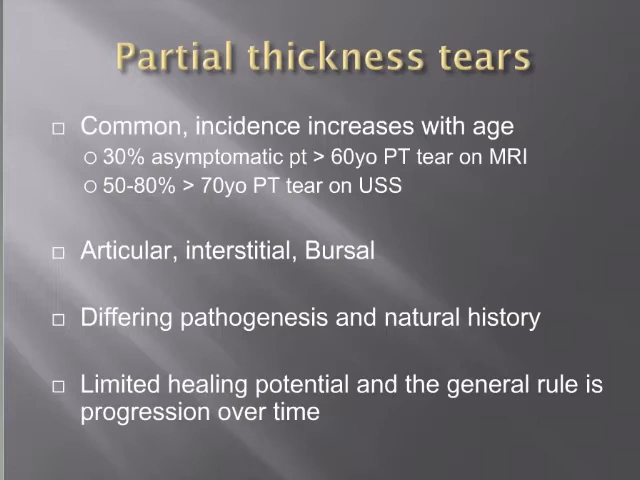 Partial thickness tears
Common, incidence increases with age
30% asymptomatic pt > 60yo PT tear on MRI
50-80% > 70yo PT tear on USS
Articular, interstitial, Bursal
Differing pathogenesis and natural history
Limited healing potential and the general rule is
progression over time